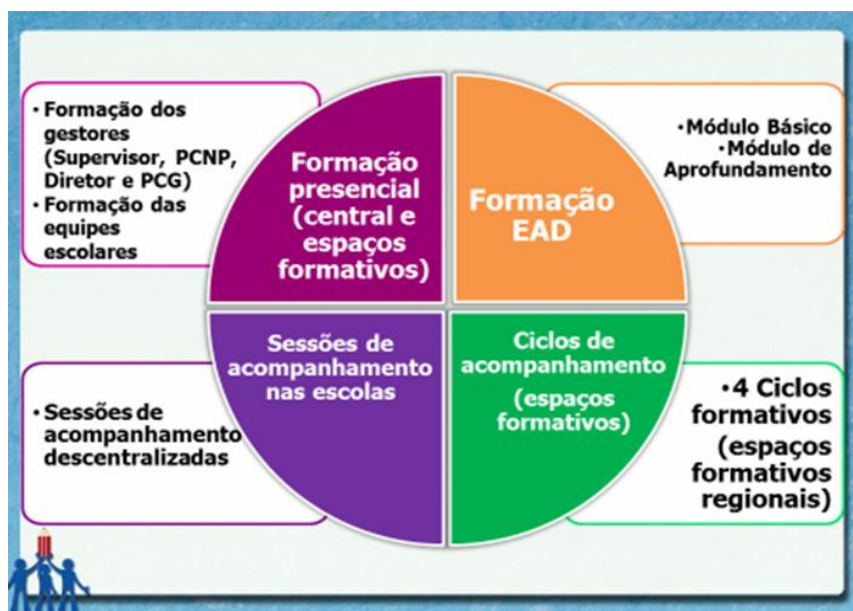 • Formação dos
gestores
(Supervisor, PCNP,
Diretor e PCG)
• Formação das
equipes
escolares
Formação
presencial
(central e
espaços
formativos)
Formação
EAD
•Módulo Básico
•Módulo de
Aprofundamento
• Sessões de
acompanhamento
descentralizadas
Sessões de
acompanhamento
nas escolas
Ciclos de
acompanhamento
(espaços
formativos)
•4 Ciclos
formativos
(espaços
formativos
regionais)